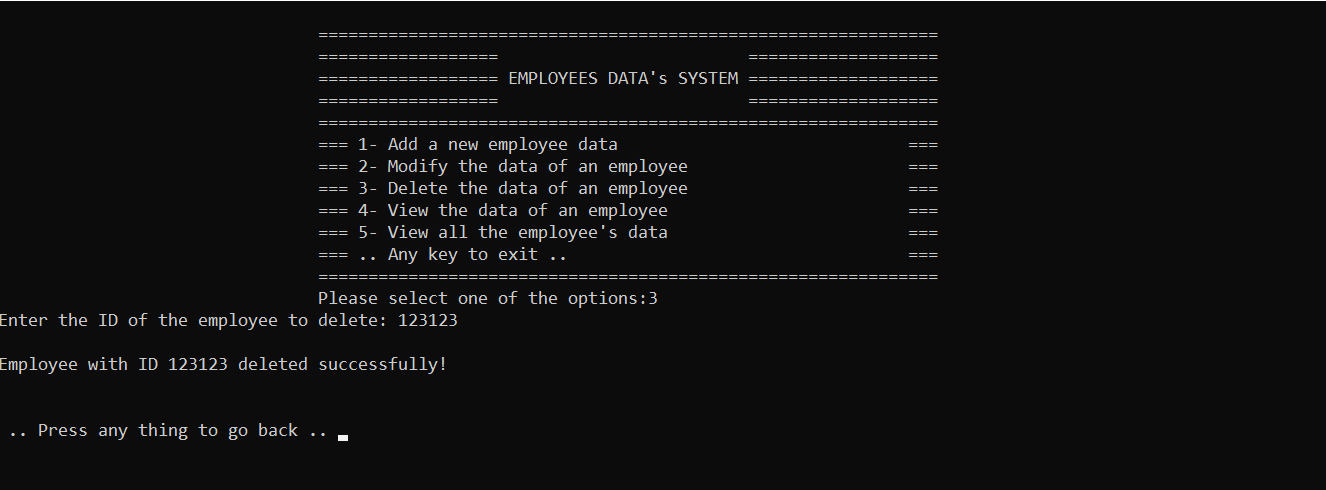 ==============================================================
==================                         ===================
================== EMPLOYEES DATA's SYSTEM ===================
==================                         ===================
==============================================================
=== 1- Add a new employee data                             ===
=== 2- Modify the data of an employee                      ===
=== 3- Delete the data of an employee                      ===
=== 4- View the data of an employee                        ===
=== 5- View all the employee's data                        ===
=== .. Any key to exit ..                                  ===
==============================================================
Please select one of the options:3
Enter the ID of the employee to delete: 123123
Employee with ID 123123 deleted successfully!
.. Press any thing to go back ..